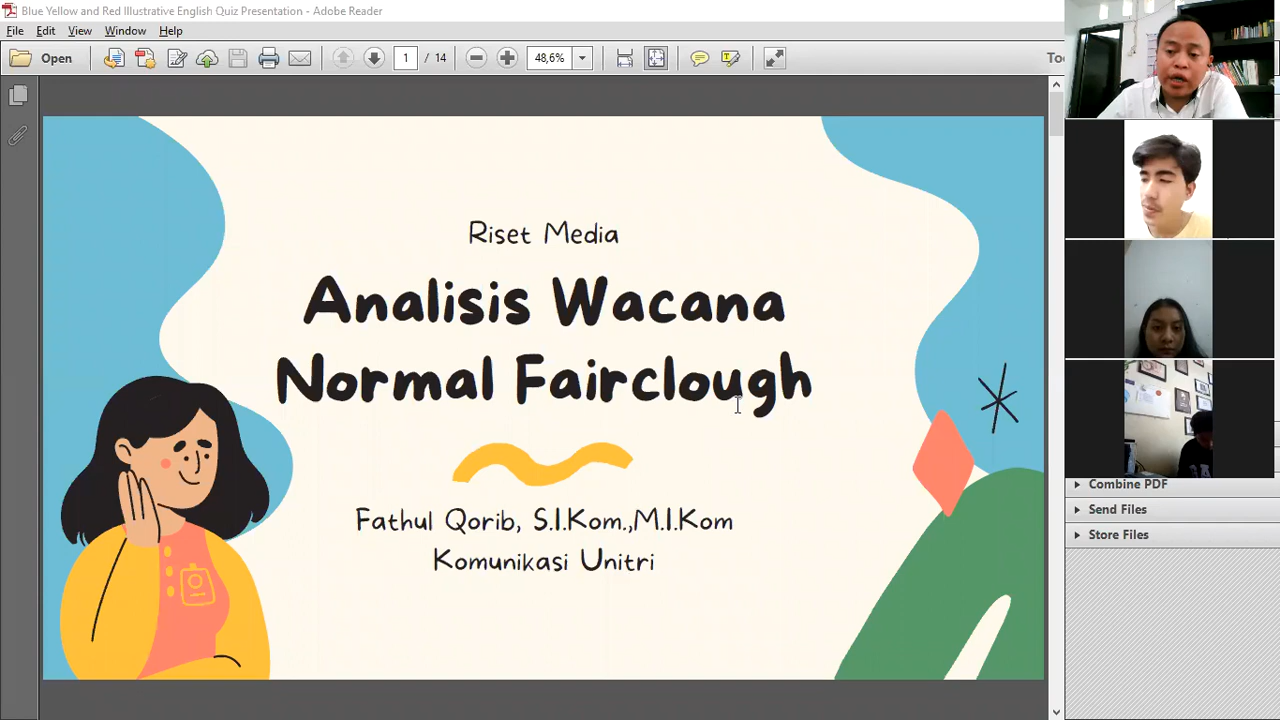 Blue Yellow and Red Illustrative English Quiz Presentation - Adobe Reader
File Edit View Window Help
Open 1 / 14 48,6% To
Riset Media
Analisis Wacana
Normal Fairclough
Fathul Qorib, S.I.Kom.,M.I.Kom
Komunikasi Unitri
Combine PDF
Send Files
Store Files